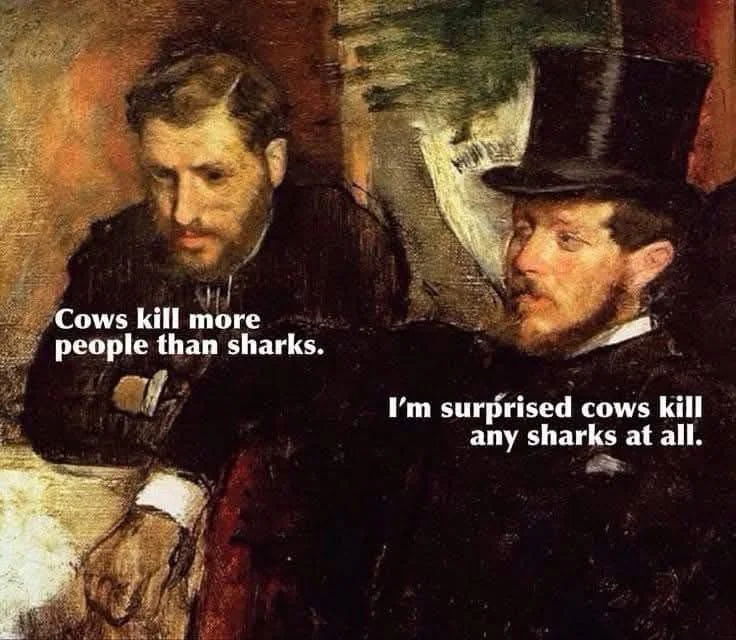 Cows kill more
people than sharks.
I'm surprised cows kill
any sharks at all.